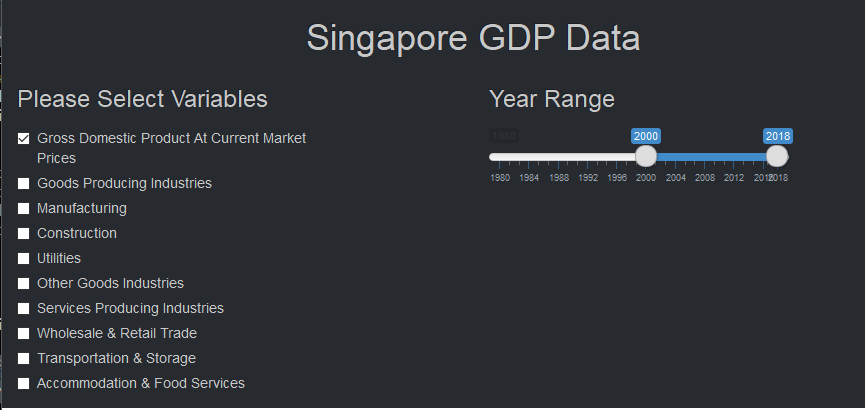 Singapore GDP Data
Please Select Variables
Gross Domestic Product At Current Market
Prices
Goods Producing Industries
Manufacturing
Construction
Utilities
Other Goods Industries
Services Producing Industries
Wholesale & Retail Trade
Transportation & Storage
Accommodation & Food Services
Year Range
1980
2000
2018
1980 1984 1988 1992 1996 2000 2004 2008 2012 2016 2018